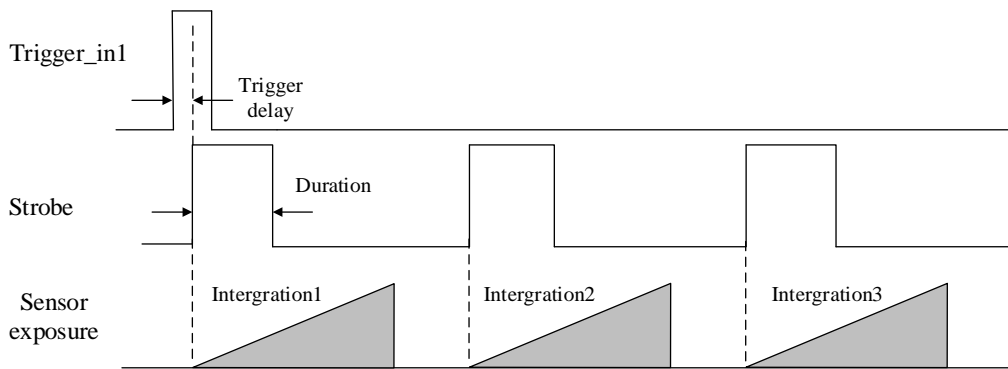 Trigger_in1
Trigger
delay
Strobe
Duration
Sensor
exposure
Intergration1
Intergration2
Intergration3